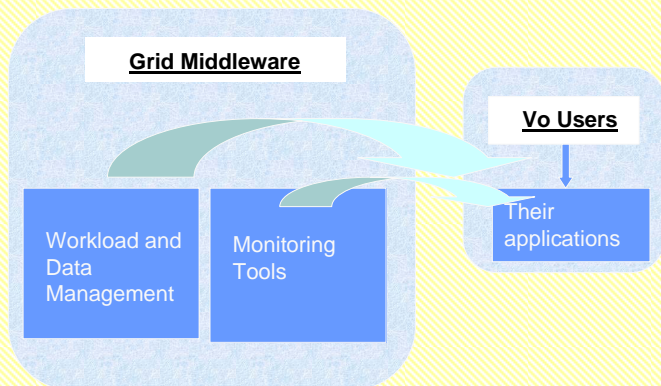 Grid Middleware
Vo Users
Workload and
Data
Management
Monitoring
Tools
Their
applications